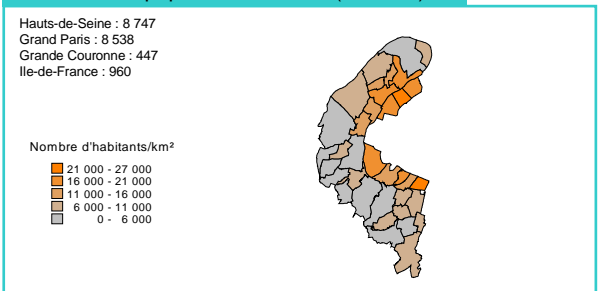 Hauts-de-Seine : 8 747
Grand Paris : 8 538
Grande Couronne : 447
Ile-de-France : 960
Nombre d'habitants/km²
21 000 - 27 000
16 000 - 21 000
11 000 - 16 000
6 000 - 11 000
0 - 6 000